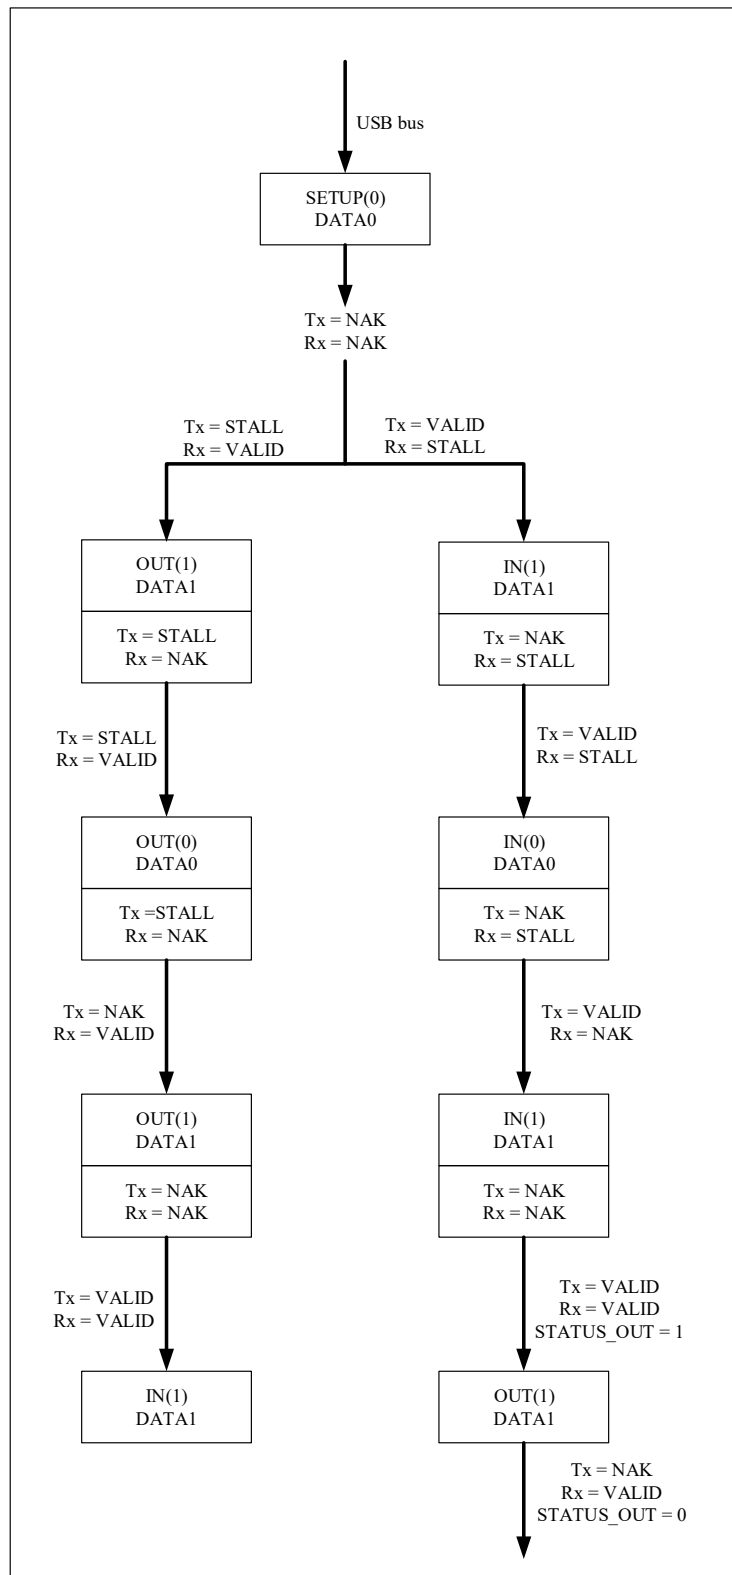 USB bus
SETUP(0)
DATA0
Tx = NAK
Rx = NAK
Tx = STALL
Rx = VALID
Tx = VALID
Rx = STALL
OUT(1)
DATA1
Tx = STALL
Rx = NAK
IN(1)
DATA1
Tx = NAK
Rx = STALL
Tx = STALL
Rx = VALID
Tx = VALID
Rx = STALL
OUT(0)
DATA0
Tx =STALL
Rx = NAK
IN(0)
DATA0
Tx = NAK
Rx = STALL
Tx = NAK
Rx = VALID
Tx = VALID
Rx = NAK
OUT(1)
DATA1
Tx = NAK
Rx = NAK
IN(1)
DATA1
Tx = NAK
Rx = NAK
Tx = VALID
Rx = VALID
Tx = VALID
Rx = VALID
STATUS_OUT = 1
IN(1)
DATA1
OUT(1)
DATA1
Tx = NAK
Rx = VALID
STATUS_OUT = 0